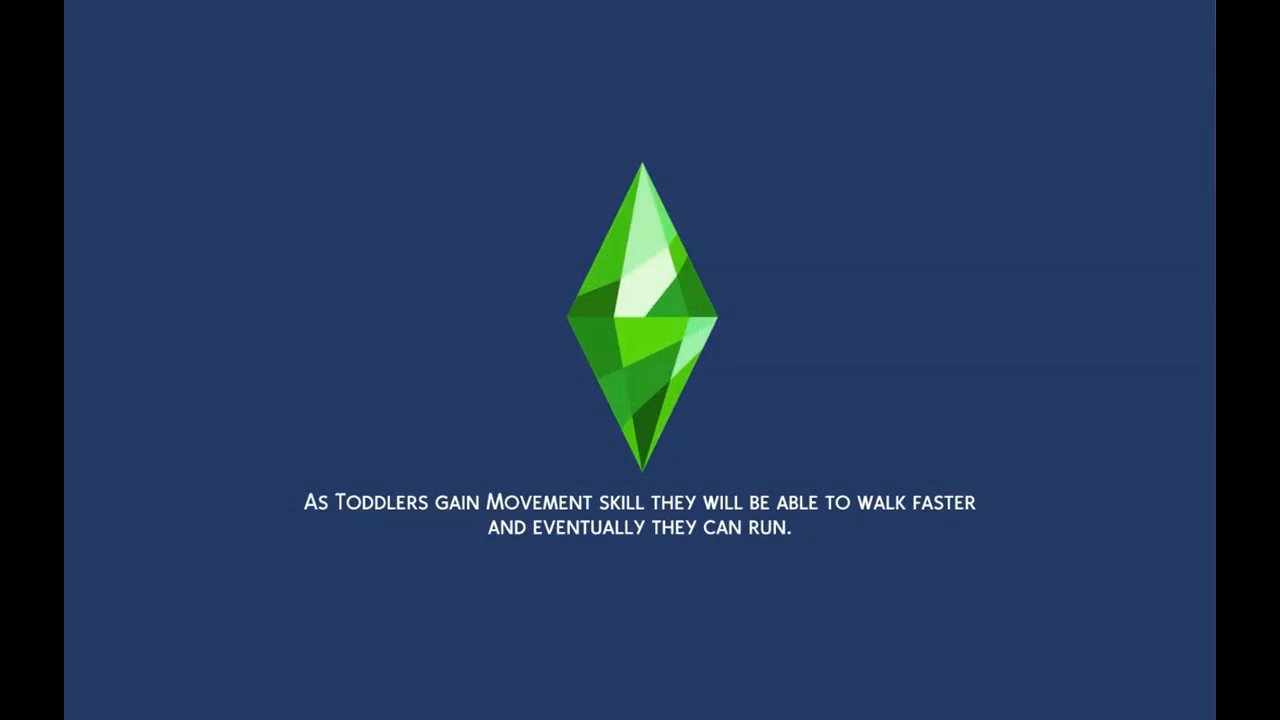 As Toddlers gain Movement skill they will be able to walk faster
and eventually they can run.